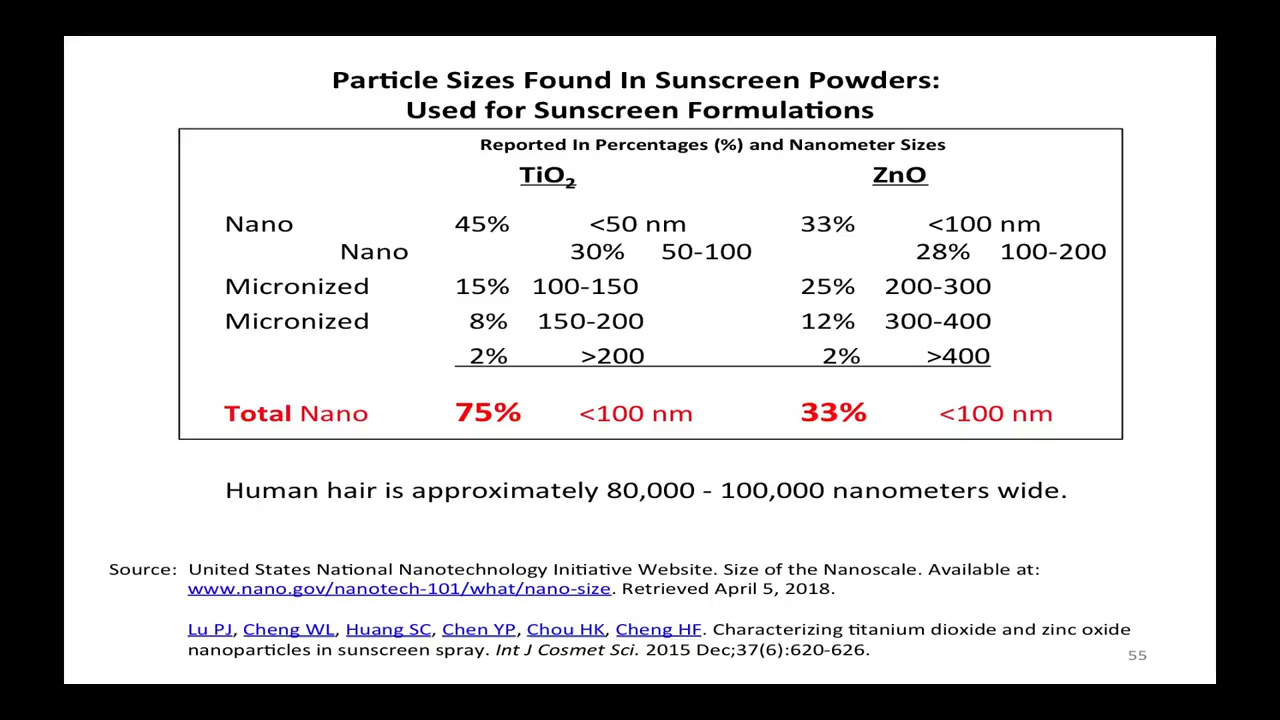 Particle Sizes Found In Sunscreen Powders:
Used for Sunscreen Formulations
Reported In Percentages (%) and Nanometer Sizes
TiO₂ ZnO
Nano 45% <50 nm 33% <100 nm
Nano 30% 50-100 28% 100-200
Micronized 15% 100-150 25% 200-300
Micronized 8% 150-200 12% 300-400
2% >200 2% >400
Total Nano 75% <100 nm 33% <100 nm
Human hair is approximately 80,000 - 100,000 nanometers wide.
Source: United States National Nanotechnology Initiative Website. Size of the Nanoscale. Available at:
www.nano.gov/nanotech-101/what/nano-size. Retrieved April 5, 2018.
Lu PJ, Cheng WL, Huang SC, Chen YP, Chou HK, Cheng HF. Characterizing titanium dioxide and zinc oxide
nanoparticles in sunscreen spray. Int J Cosmet Sci. 2015 Dec;37(6):620-626.
55